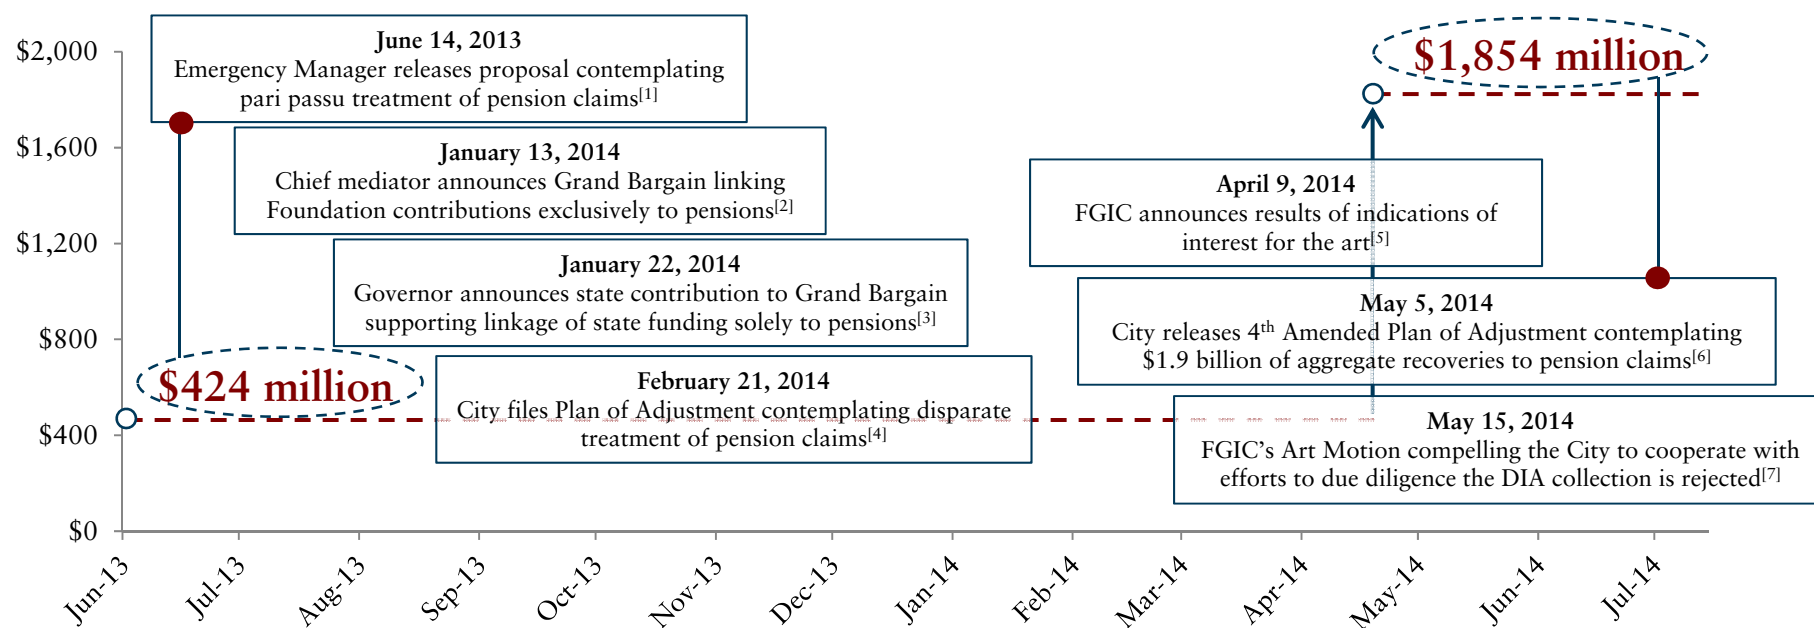 $2,000
$1,600
$1,200
$800
$400
$0
June 14, 2013
Emergency Manager releases proposal contemplating
pari passu treatment of pension claims[1]
January 13, 2014
Chief mediator announces Grand Bargain linking
Foundation contributions exclusively to pensions[2]
January 22, 2014
Governor announces state contribution to Grand Bargain
supporting linkage of state funding solely to pensions[3]
$424 million
February 21, 2014
City files Plan of Adjustment contemplating disparate
treatment of pension claims[4]
$1,854 million
April 9, 2014
FGIC announces results of indications of
interest for the art[5]
May 5, 2014
City releases 4th Amended Plan of Adjustment contemplating
$1.9 billion of aggregate recoveries to pension claims[6]
May 15, 2014
FGIC’s Art Motion compelling the City to cooperate with
efforts to due diligence the DIA collection is rejected[7]
Jun-13
Jul-13
Aug-13
Sep-13
Oct-13
Nov-13
Dec-13
Jan-14
Feb-14
Mar-14
Apr-14
May-14
Jun-14
Jul-14